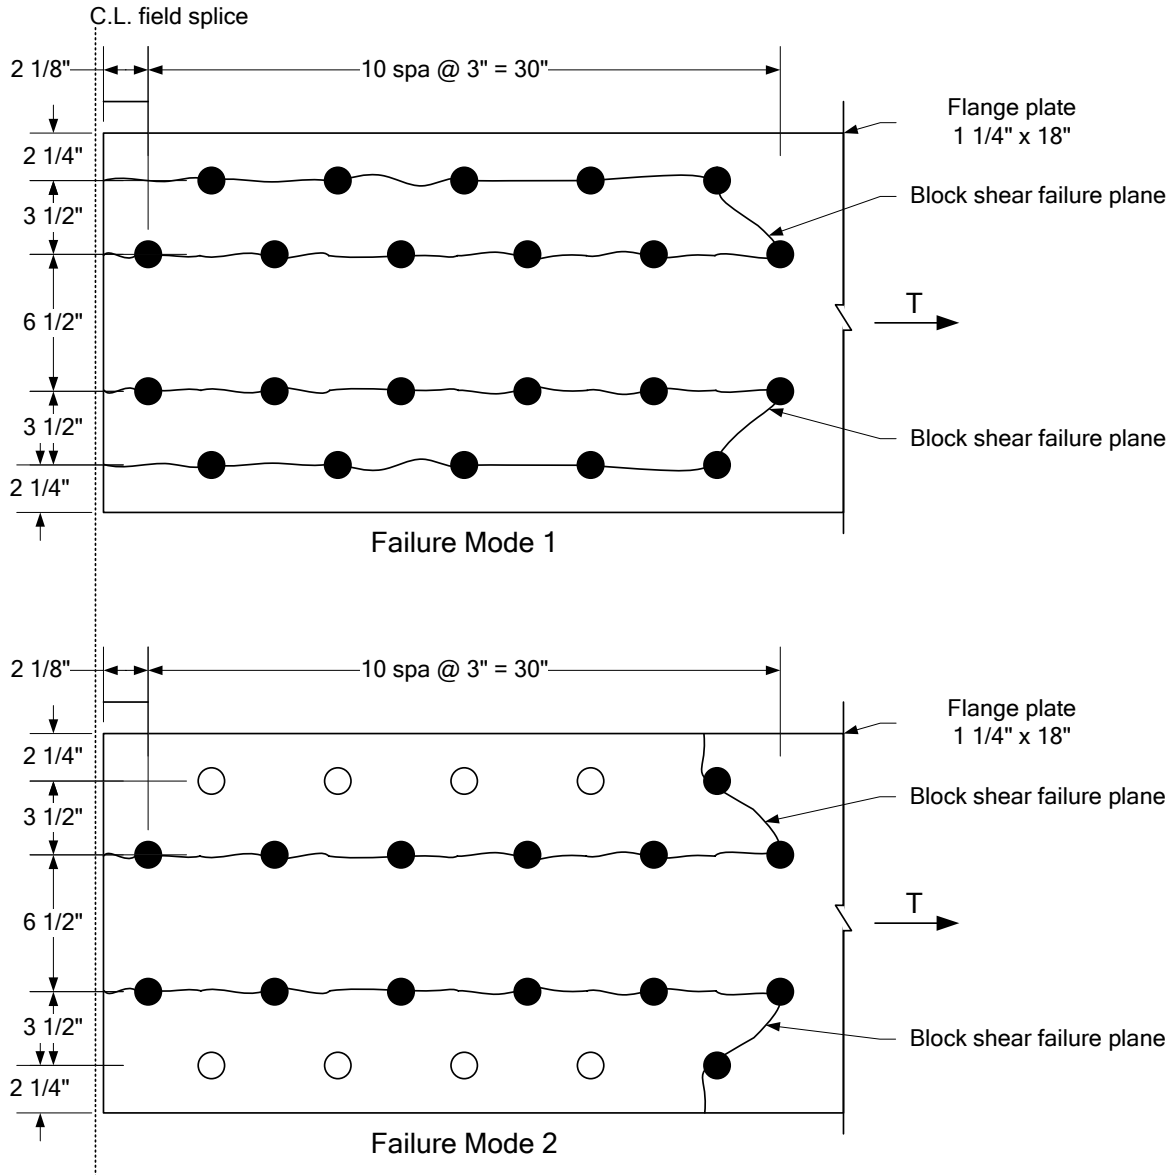 C.L. field splice
2 1/8"
10 spa @ 3" = 30"
Flange plate
1 1/4" x 18"
2 1/4"
Block shear failure plane
3 1/2"
6 1/2"
T
3 1/2"
Block shear failure plane
2 1/4"
Failure Mode 1
2 1/8"
10 spa @ 3" = 30"
Flange plate
1 1/4" x 18"
2 1/4"
Block shear failure plane
3 1/2"
6 1/2"
T
3 1/2"
Block shear failure plane
2 1/4"
Failure Mode 2